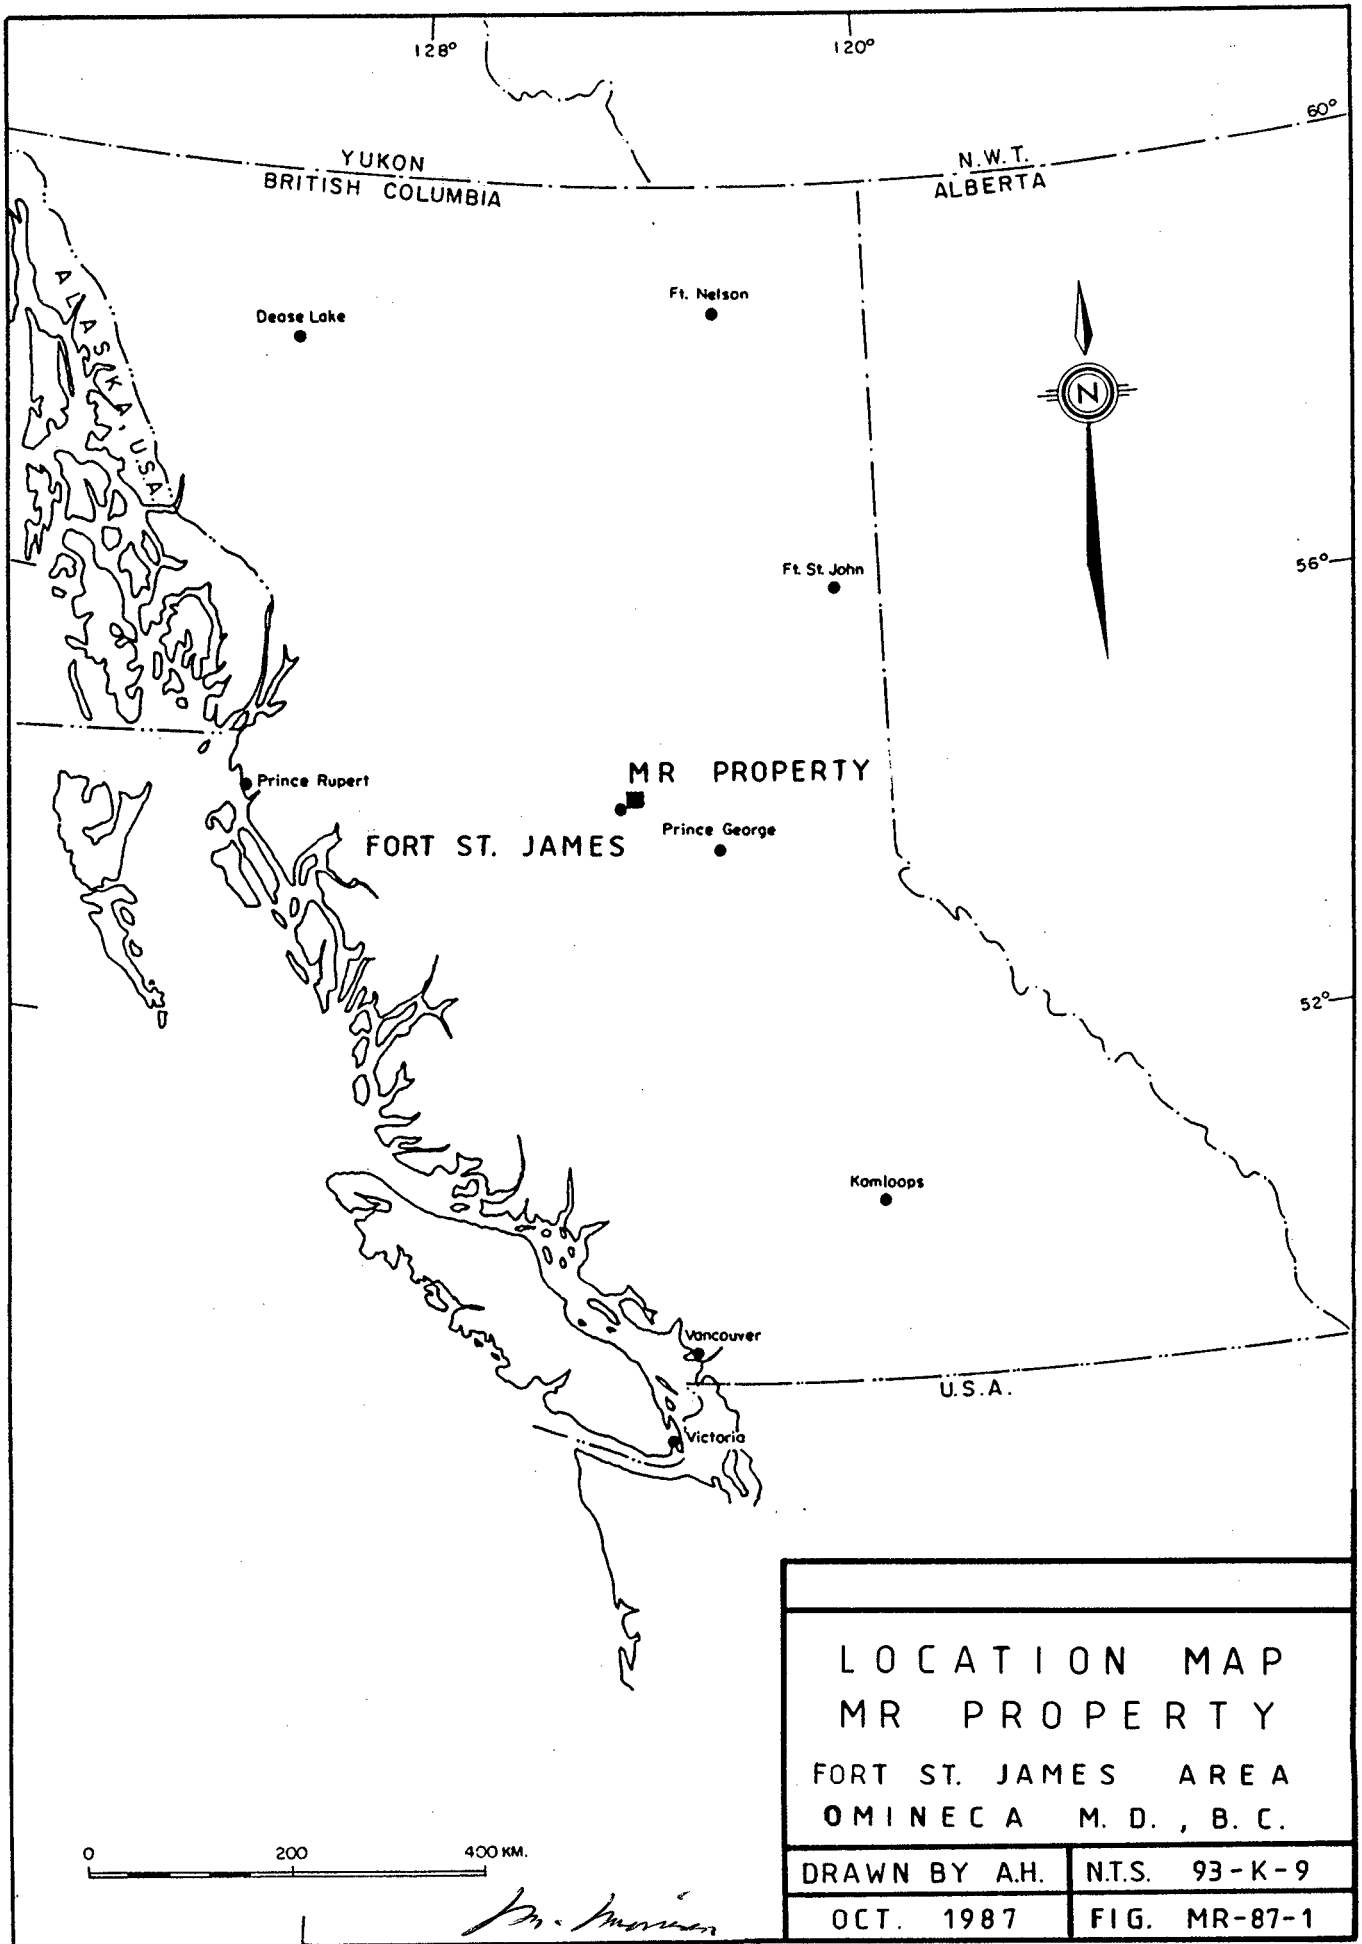 128°
120°
60°
YUKON
N.W.T.
BRITISH COLUMBIA
ALBERTA
ALASKA, U.S.A.
Dease Lake
Ft. Nelson
N
Ft. St. John
56°
MR PROPERTY
Prince Rupert
FORT ST. JAMES
Prince George
52°
Kamloops
Vancouver
U.S.A.
Victoria
LOCATION MAP
MR PROPERTY
FORT ST. JAMES AREA
OMINECA M. D., B. C.
0 200 400 KM.
DRAWN BY A.H.
N.T.S. 93-K-9
OCT. 1987
FIG. MR-87-1